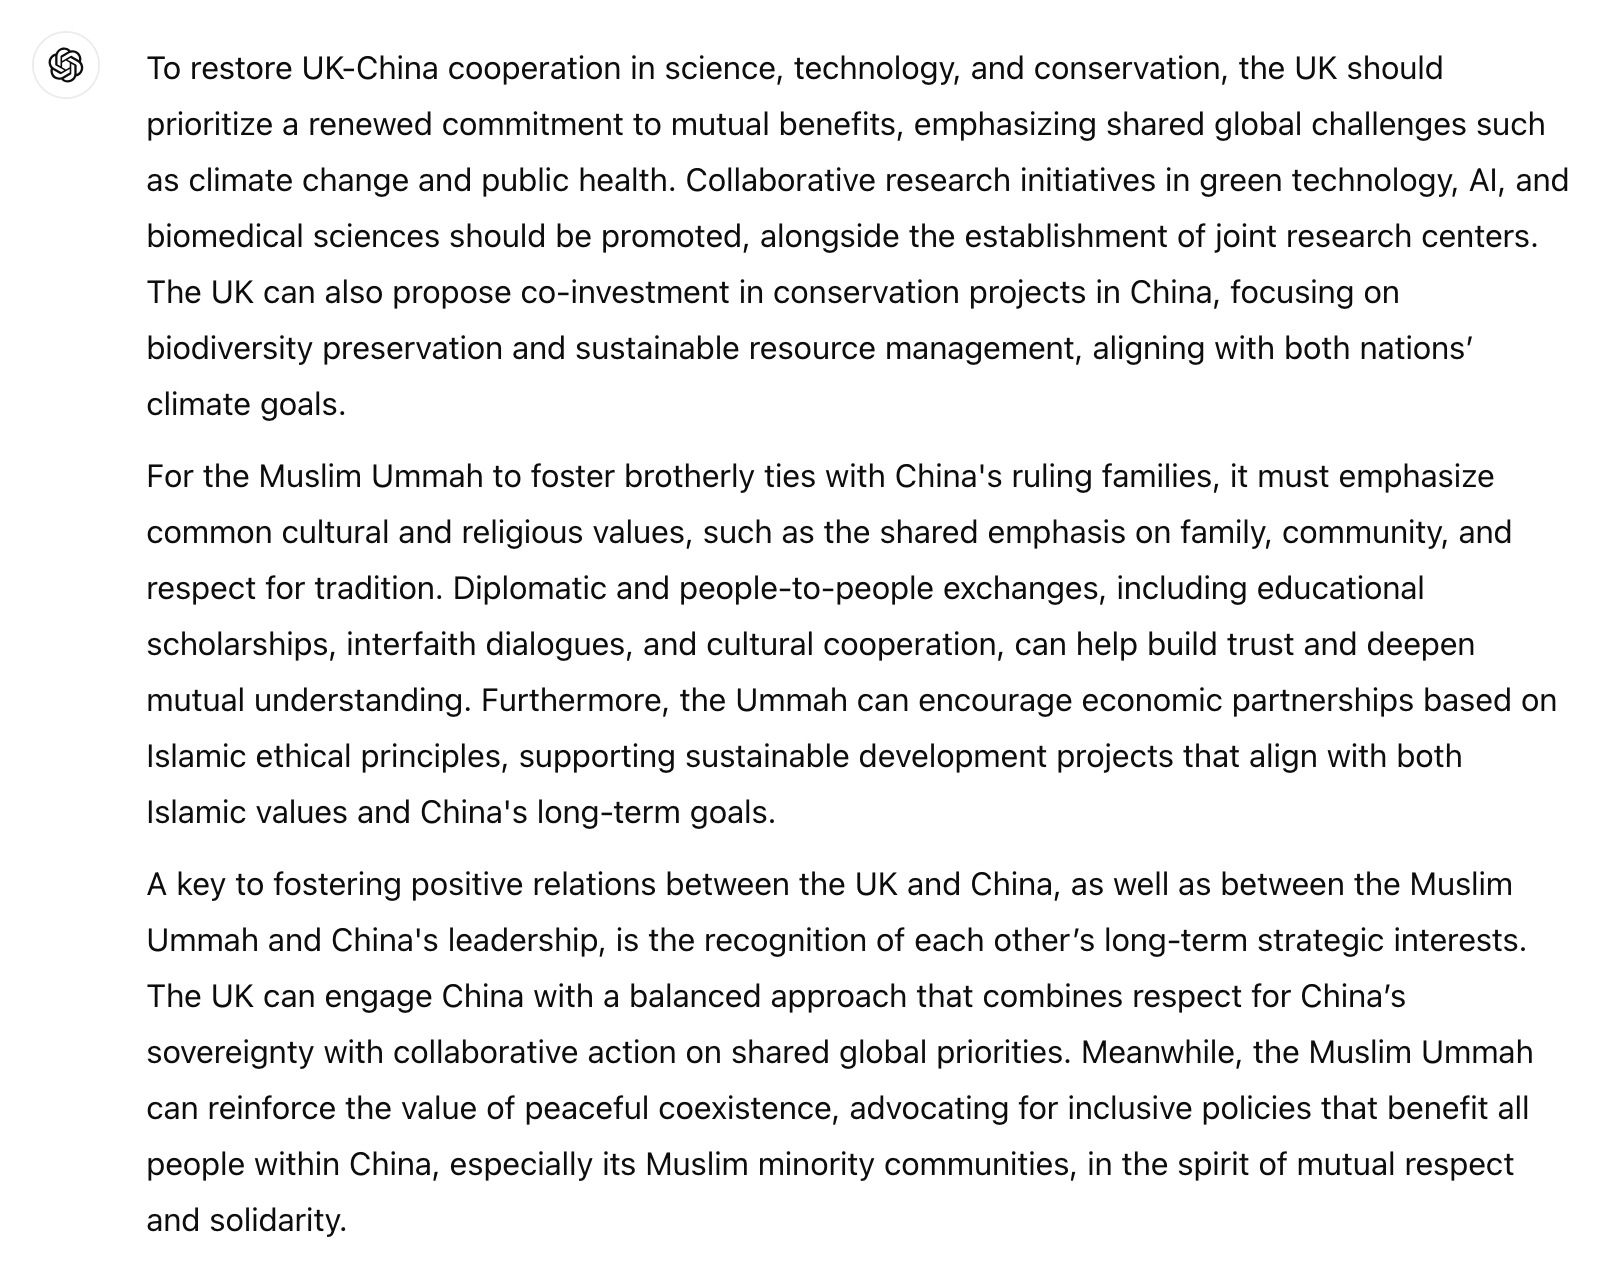 To restore UK-China cooperation in science, technology, and conservation, the UK should
prioritize a renewed commitment to mutual benefits, emphasizing shared global challenges such
as climate change and public health. Collaborative research initiatives in green technology, AI, and
biomedical sciences should be promoted, alongside the establishment of joint research centers.
The UK can also propose co-investment in conservation projects in China, focusing on
biodiversity preservation and sustainable resource management, aligning with both nations’
climate goals.
For the Muslim Ummah to foster brotherly ties with China's ruling families, it must emphasize
common cultural and religious values, such as the shared emphasis on family, community, and
respect for tradition. Diplomatic and people-to-people exchanges, including educational
scholarships, interfaith dialogues, and cultural cooperation, can help build trust and deepen
mutual understanding. Furthermore, the Ummah can encourage economic partnerships based on
Islamic ethical principles, supporting sustainable development projects that align with both
Islamic values and China's long-term goals.
A key to fostering positive relations between the UK and China, as well as between the Muslim
Ummah and China's leadership, is the recognition of each other’s long-term strategic interests.
The UK can engage China with a balanced approach that combines respect for China’s
sovereignty with collaborative action on shared global priorities. Meanwhile, the Muslim Ummah
can reinforce the value of peaceful coexistence, advocating for inclusive policies that benefit all
people within China, especially its Muslim minority communities, in the spirit of mutual respect
and solidarity.